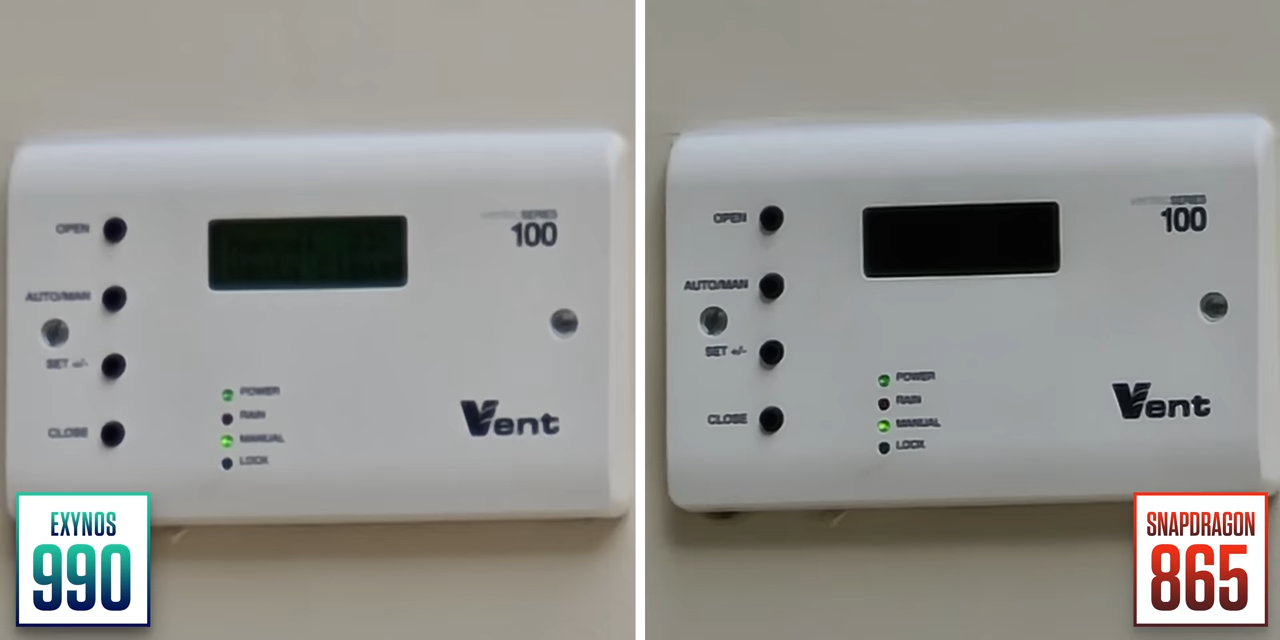 OPEN
SERIES
100
AUTO/MAN
SET +/-
POWER
RAIN
MANUAL
LOCK
CLOSE
Vent
EXYNOS
990
OPEN
SERIES
100
AUTO/MAN
SET +/-
POWER
RAIN
MANUAL
LOCK
CLOSE
Vent
SNAPDRAGON
865